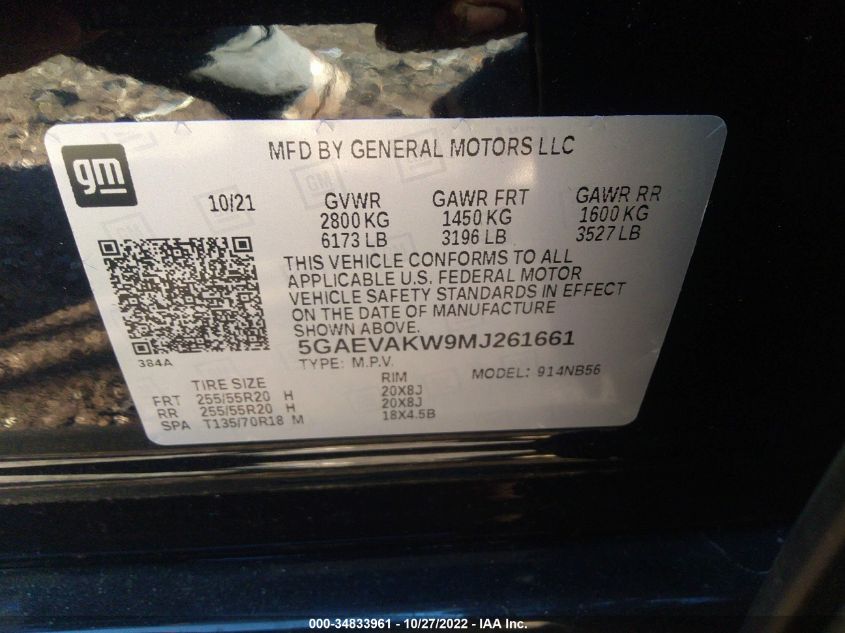 gm
MFD BY GENERAL MOTORS LLC
10/21
GVWR
2800 KG
6173 LB
GAWR FRT
1450 KG
3196 LB
GAWR RR
1600 KG
3527 LB
THIS VEHICLE CONFORMS TO ALL
APPLICABLE U.S. FEDERAL MOTOR
VEHICLE SAFETY STANDARDS IN EFFECT
ON THE DATE OF MANUFACTURE
SHOWN ABOVE.
384A
5GAEVAKW9MJ261661
TYPE: M.P.V.
MODEL: 914NB56
TIRE SIZE
RIM
FRT 255/55R20 H 20X8J
RR 255/55R20 H 20X8J
SPA T135/70R18 M 18X4.5B
000-34833961 - 10/27/2022 - IAA Inc.